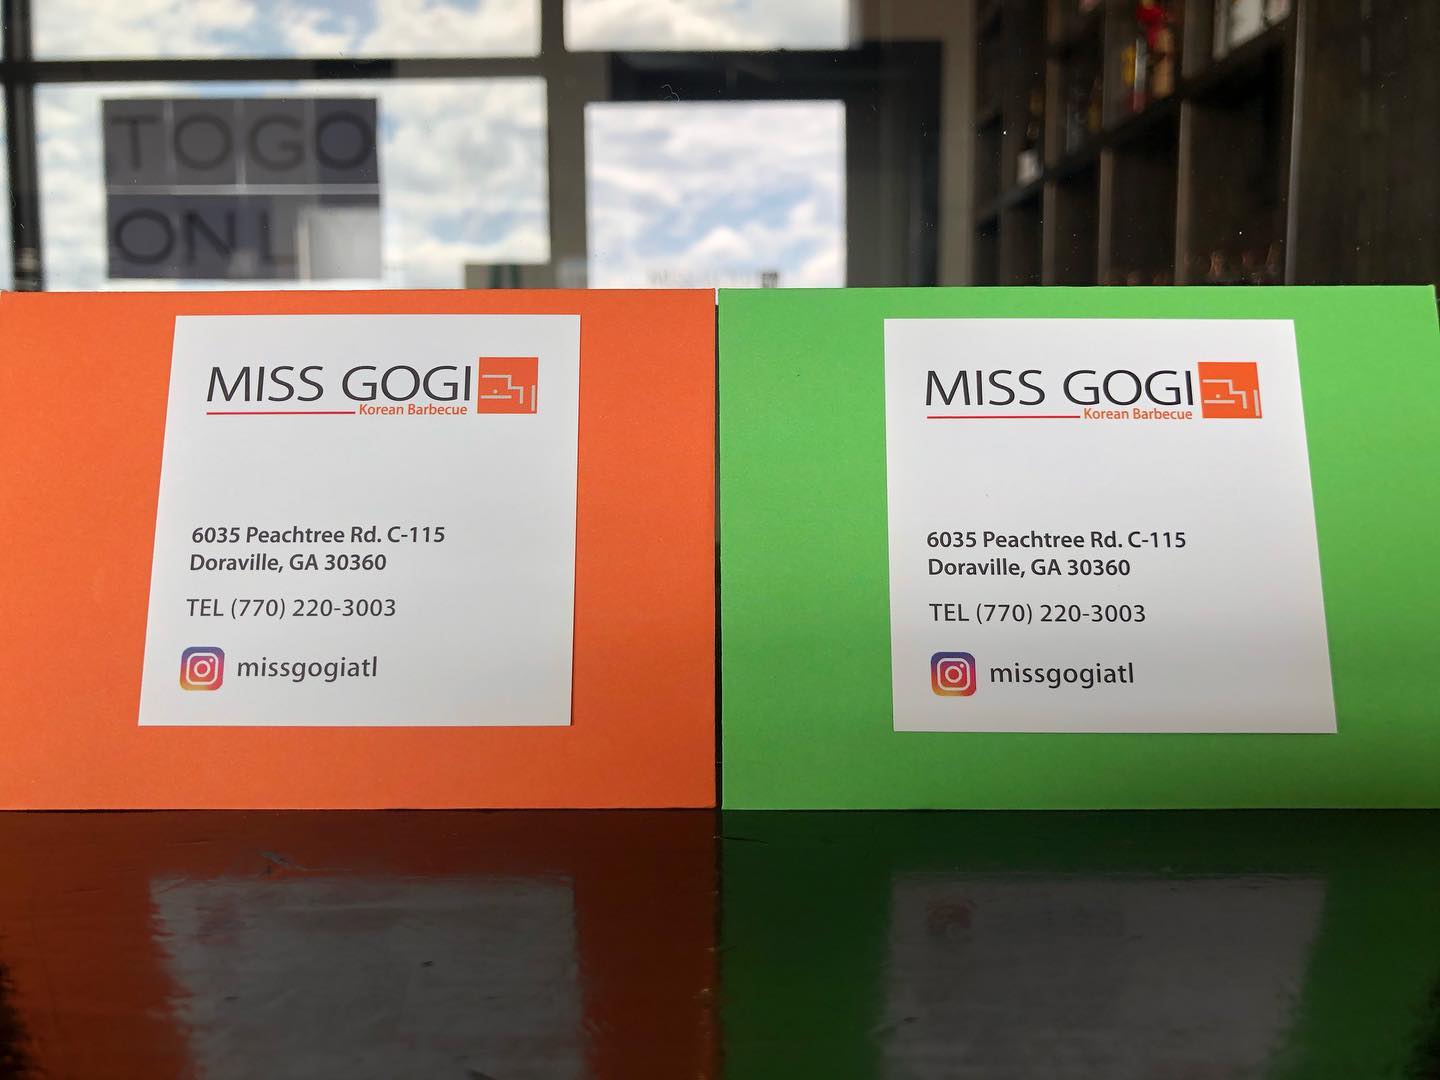 TOGO
ONL
MISS GOGI
Korean Barbecue
6035 Peachtree Rd. C-115
Doraville, GA 30360
TEL (770) 220-3003
missgogiatl
MISS GOGI
Korean Barbecue
6035 Peachtree Rd. C-115
Doraville, GA 30360
TEL (770) 220-3003
missgogiatl